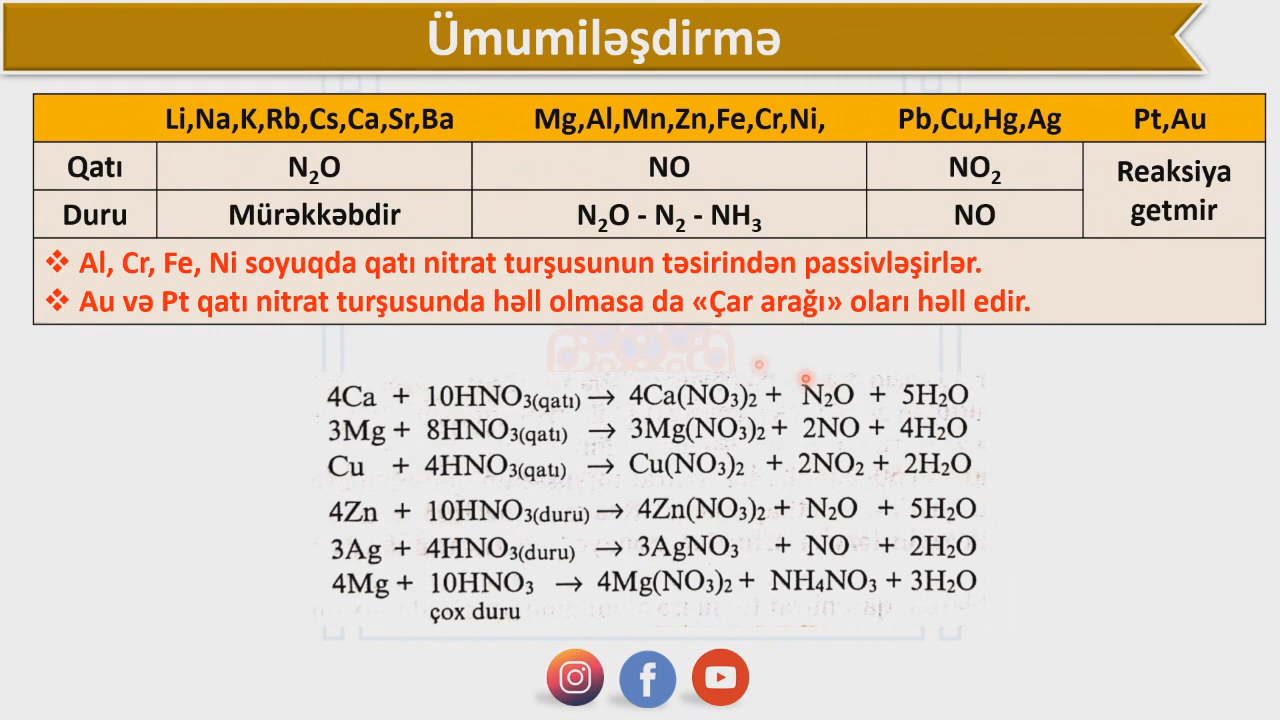 Ümumiləşdirmə
Li,Na,K,Rb,Cs,Ca,Sr,Ba Mg,Al,Mn,Zn,Fe,Cr,Ni, Pb,Cu,Hg,Ag Pt,Au
Qatı N₂O NO NO₂ Reaksiya getmir
Duru Mürəkkəbdir N₂O - N₂ - NH₃ NO
❖ Al, Cr, Fe, Ni soyuqda qatı nitrat turşusunun təsirindən passivləşirlər.
❖ Au və Pt qatı nitrat turşusunda həll olmasa da «Çar arağı» oları həll edir.
4Ca + 10HNO₃(qatı) → 4Ca(NO₃)₂ + N₂O + 5H₂O
3Mg + 8HNO₃(qatı) → 3Mg(NO₃)₂ + 2NO + 4H₂O
Cu + 4HNO₃(qatı) → Cu(NO₃)₂ + 2NO₂ + 2H₂O
4Zn + 10HNO₃(duru) → 4Zn(NO₃)₂ + N₂O + 5H₂O
3Ag + 4HNO₃(duru) → 3AgNO₃ + NO + 2H₂O
4Mg + 10HNO₃ → 4Mg(NO₃)₂ + NH₄NO₃ + 3H₂O
çox duru